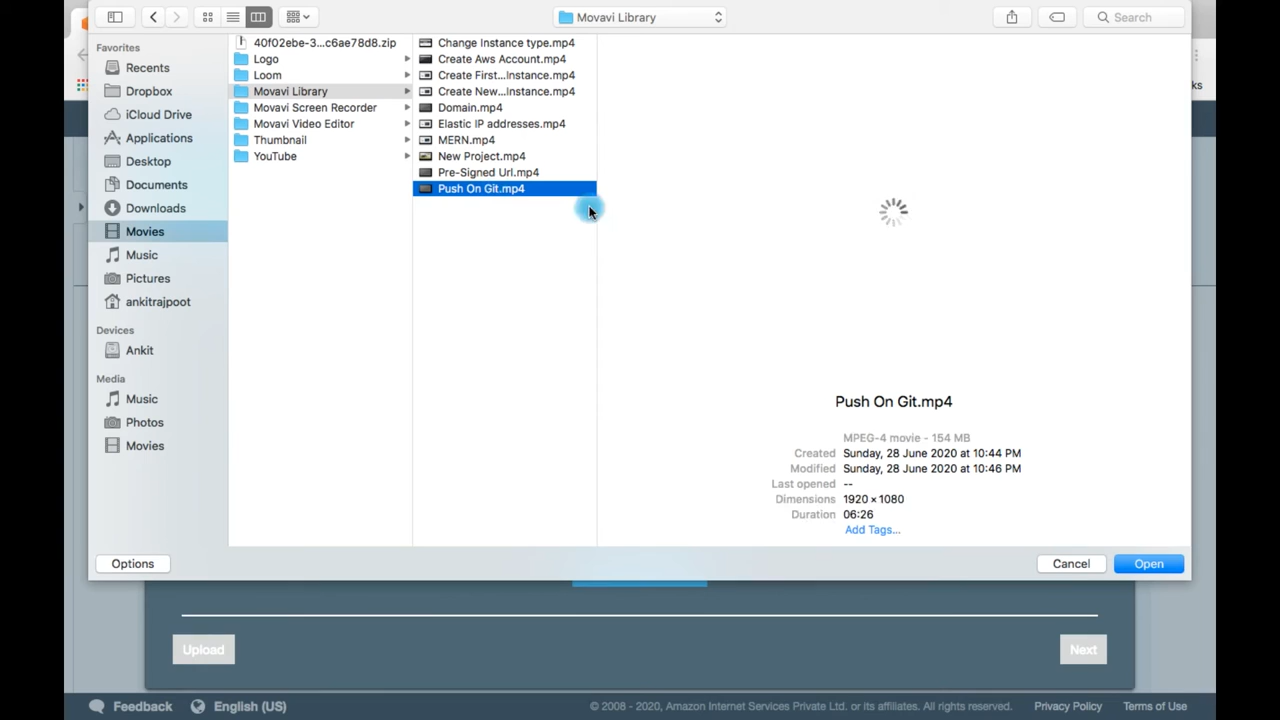 Movavi Library
Search
Favorites
Recents
Dropbox
iCloud Drive
Applications
Desktop
Documents
Downloads
Movies
Music
Pictures
ankitrajpoot
Devices
Ankit
Media
Music
Photos
Movies
40f02ebe-3...c6ae78d8.zip
Logo
Loom
Movavi Library
Movavi Screen Recorder
Movavi Video Editor
Thumbnail
YouTube
Change Instance type.mp4
Create Aws Account.mp4
Create First...Instance.mp4
Create New...Instance.mp4
Domain.mp4
Elastic IP addresses.mp4
MERN.mp4
New Project.mp4
Pre-Signed Url.mp4
Push On Git.mp4
Push On Git.mp4
MPEG-4 movie - 154 MB
Created Sunday, 28 June 2020 at 10:44 PM
Modified Sunday, 28 June 2020 at 10:46 PM
Last opened --
Dimensions 1920 × 1080
Duration 06:26
Add Tags...
Options
Cancel
Open
Upload
Next
Feedback
English (US)
© 2008 - 2020, Amazon Internet Services Private Ltd. or its affiliates. All rights reserved.
Privacy Policy
Terms of Use